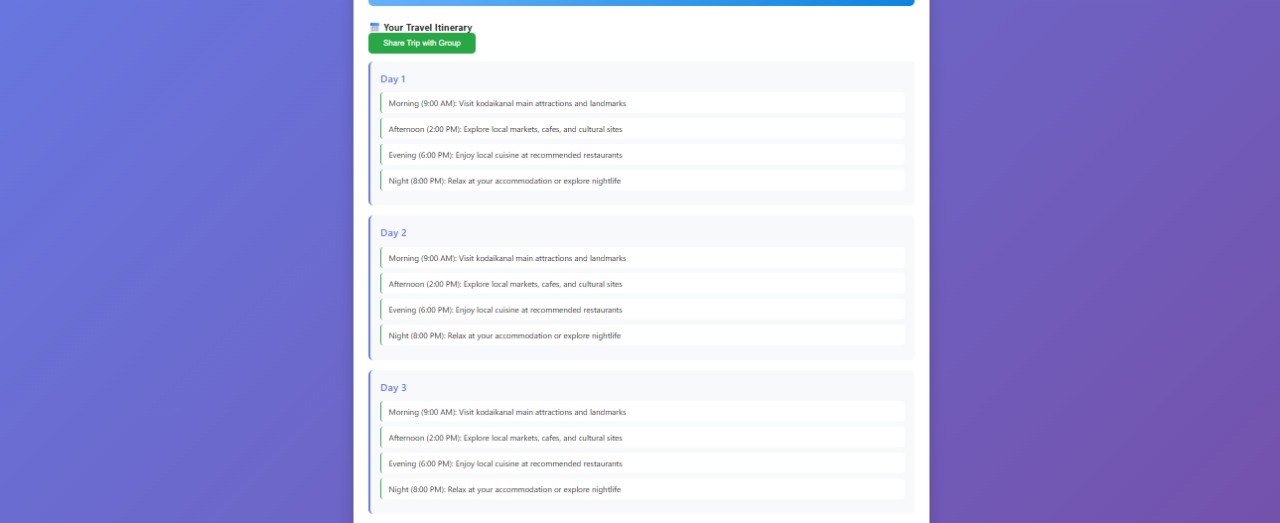 Your Travel Itinerary
Share Trip with Group
Day 1
Morning (9:00 AM): Visit kodaikanal main attractions and landmarks
Afternoon (2:00 PM): Explore local markets, cafes, and cultural sites
Evening (6:00 PM): Enjoy local cuisine at recommended restaurants
Night (8:00 PM): Relax at your accommodation or explore nightlife
Day 2
Morning (9:00 AM): Visit kodaikanal main attractions and landmarks
Afternoon (2:00 PM): Explore local markets, cafes, and cultural sites
Evening (6:00 PM): Enjoy local cuisine at recommended restaurants
Night (8:00 PM): Relax at your accommodation or explore nightlife
Day 3
Morning (9:00 AM): Visit kodaikanal main attractions and landmarks
Afternoon (2:00 PM): Explore local markets, cafes, and cultural sites
Evening (6:00 PM): Enjoy local cuisine at recommended restaurants
Night (8:00 PM): Relax at your accommodation or explore nightlife